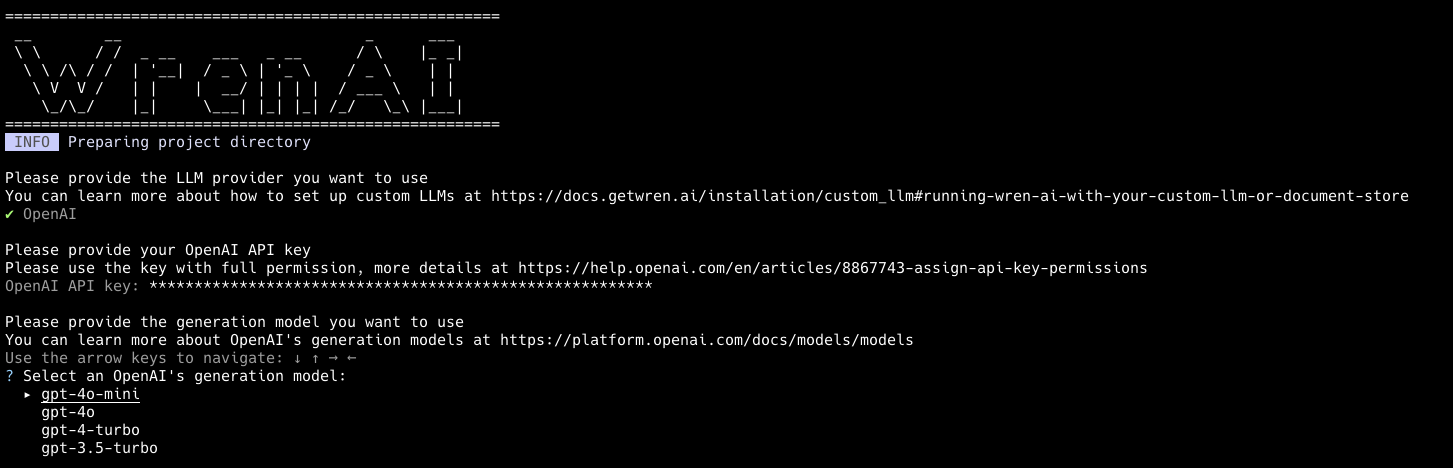 =======================================================
 __        __                           _      ___
 \ \      / /  _ __    ___   _ __      / \    |_ _|
  \ \ /\ / /  | '__|  / _ \ | '_ \    / _ \    | |
   \ V  V /   | |    |  __/ | | | |  / ___ \   | |
    \_/\_/    |_|     \___| |_| |_| /_/   \_\ |___|
=======================================================
INFO Preparing project directory
Please provide the LLM provider you want to use
You can learn more about how to set up custom LLMs at https://docs.getwren.ai/installation/custom_llm#running-wren-ai-with-your-custom-llm-or-document-store
✔ OpenAI
Please provide your OpenAI API key
Please use the key with full permission, more details at https://help.openai.com/en/articles/8867743-assign-api-key-permissions
OpenAI API key: ********************************************************
Please provide the generation model you want to use
You can learn more about OpenAI's generation models at https://platform.openai.com/docs/models/models
Use the arrow keys to navigate: ↓ ↑ → ←
? Select an OpenAI's generation model:
▸ gpt-4o-mini
gpt-4o
gpt-4-turbo
gpt-3.5-turbo